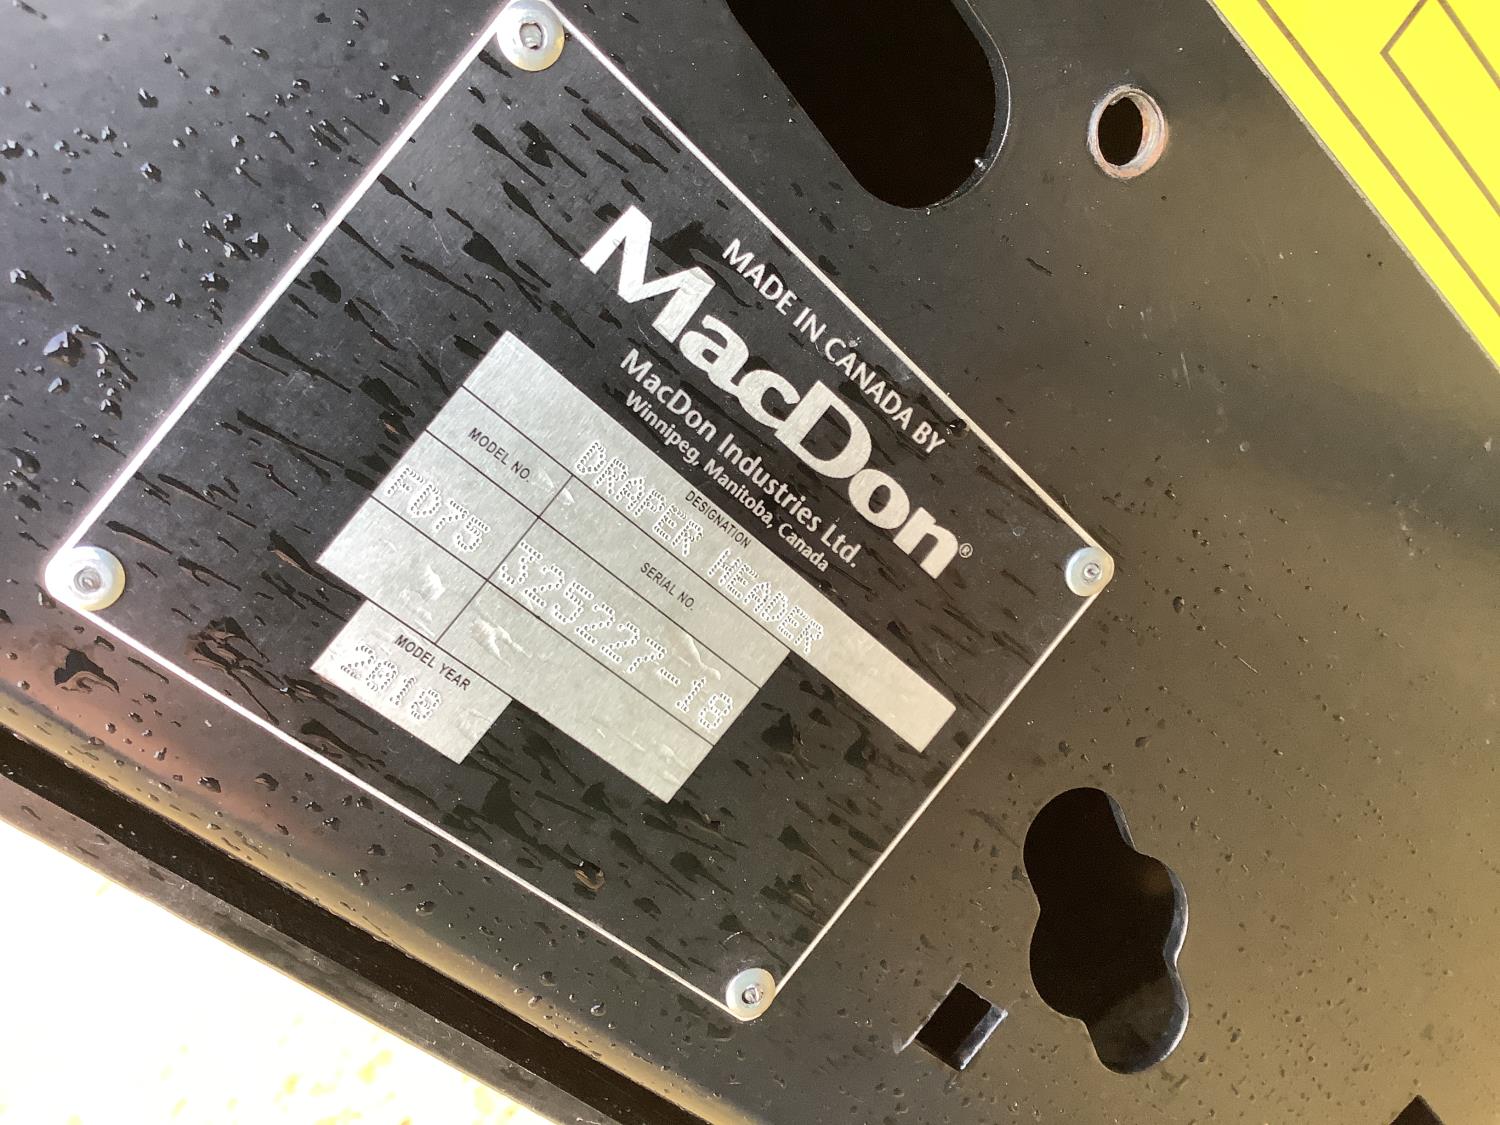 MADE IN CANADA BY
MacDon®
MacDon Industries Ltd.
Winnipeg, Manitoba, Canada
DESIGNATION
DRAPER HEADER
MODEL NO.
SERIAL NO.
FD75
325227-18
MODEL YEAR
2018